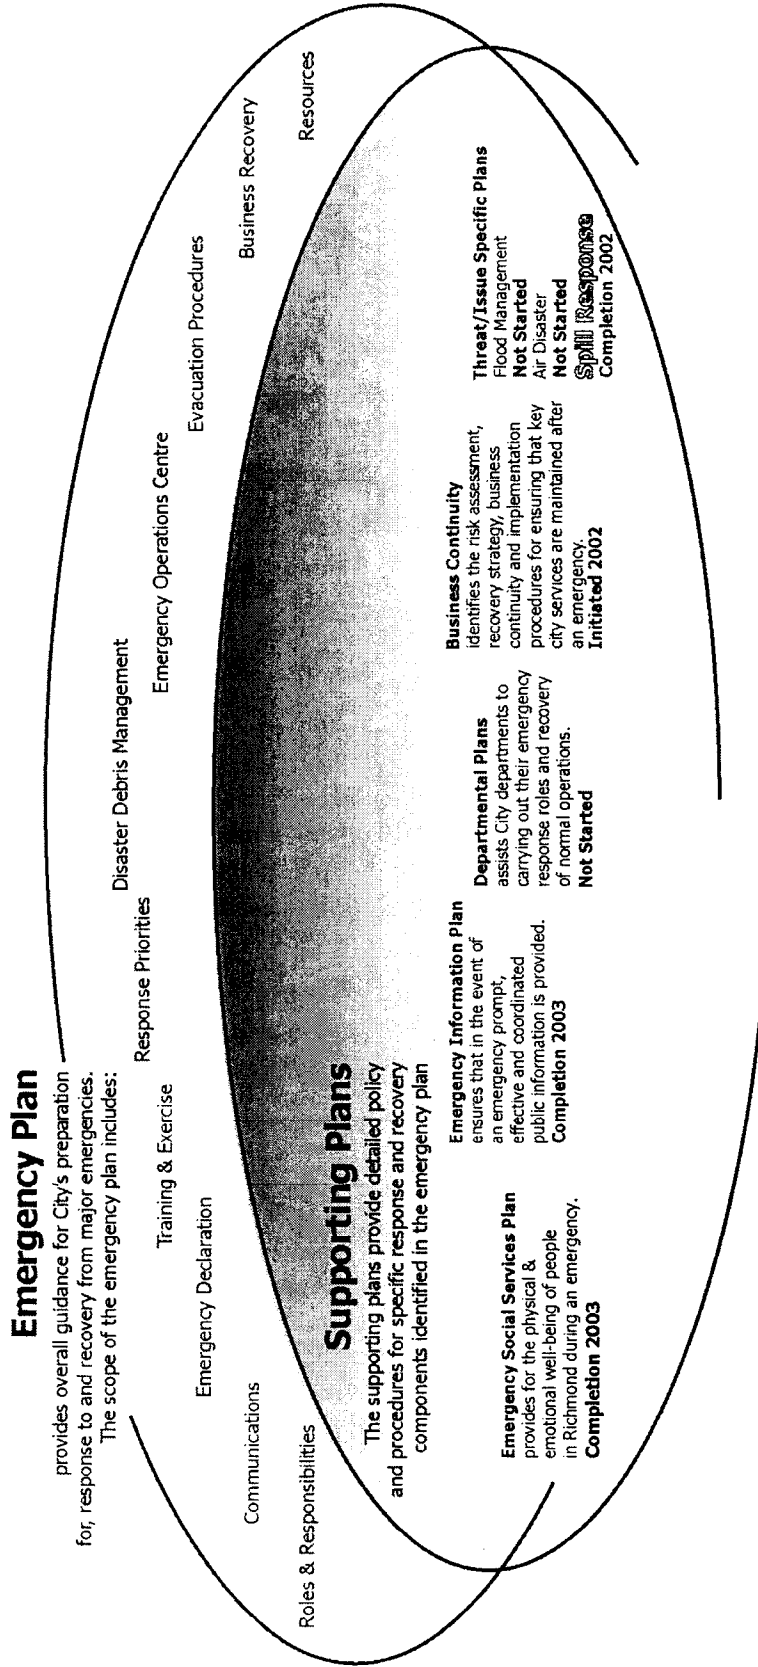 Emergency Plan
provides overall guidance for City's preparation
for, response to and recovery from major emergencies.
The scope of the emergency plan includes:
Roles & Responsibilities
Communications
Emergency Declaration
Training & Exercise
Response Priorities
Disaster Debris Management
Emergency Operations Centre
Evacuation Procedures
Business Recovery
Resources
Supporting Plans
The supporting plans provide detailed policy
and procedures for specific response and recovery
components identified in the emergency plan
Emergency Social Services Plan
provides for the physical &
emotional well-being of people
in Richmond during an emergency.
Completion 2003
Emergency Information Plan
ensures that in the event of
an emergency prompt,
effective and coordinated
public information is provided.
Completion 2003
Departmental Plans
assists City departments to
carrying out their emergency
response roles and recovery
of normal operations.
Not Started
Business Continuity
identifies the risk assessment,
recovery strategy, business
continuity and implementation
procedures for ensuring that key
city services are maintained after
an emergency.
Initiated 2002
Threat/Issue Specific Plans
Flood Management
Not Started
Air Disaster
Not Started
Spill Response
Completion 2002